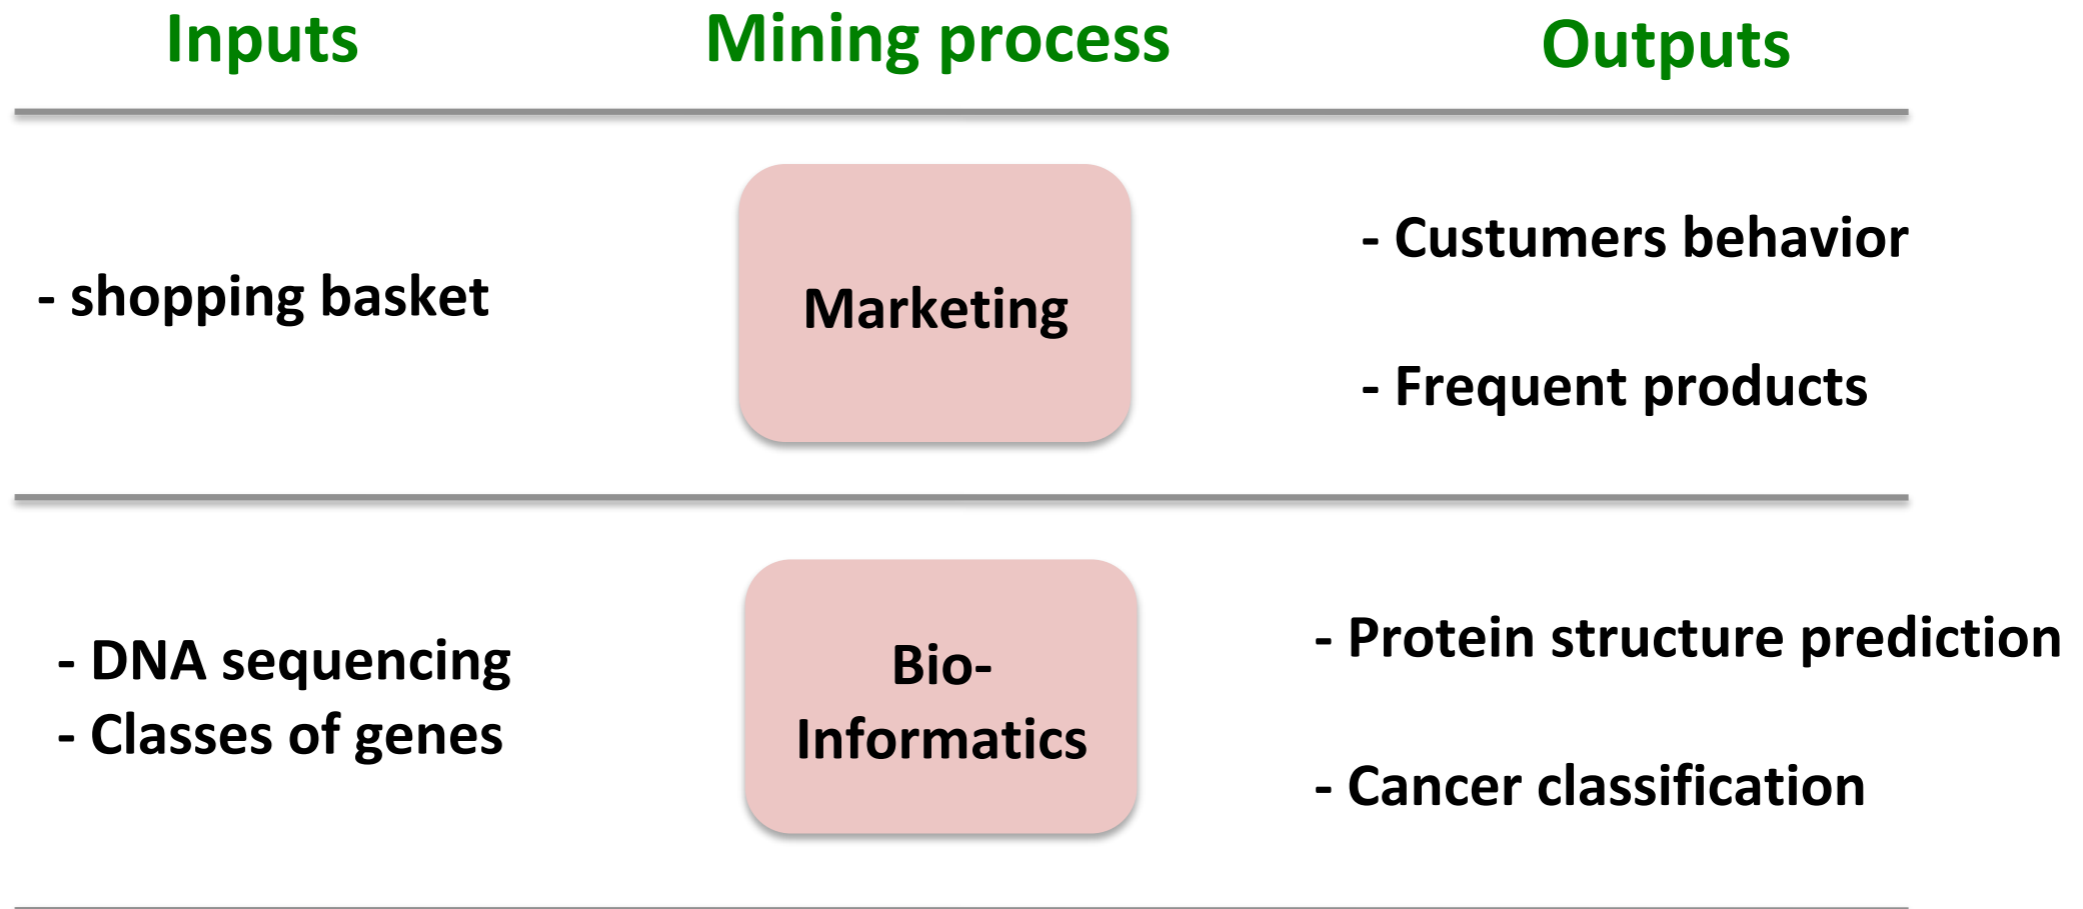 Inputs
Mining process
Outputs
- shopping basket
Marketing
- Custumers behavior
- Frequent products
- DNA sequencing
- Classes of genes
Bio-
Informatics
- Protein structure prediction
- Cancer classification